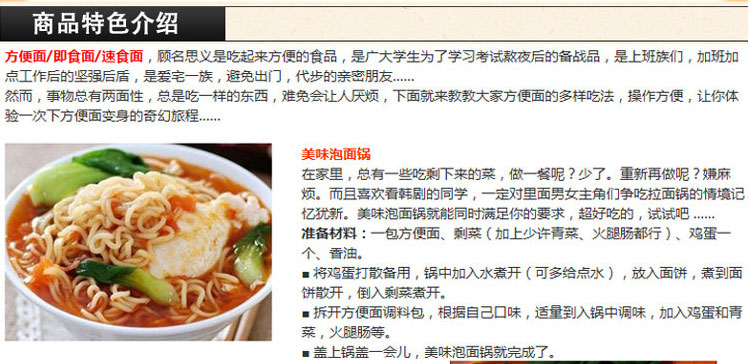 商品特色介绍
方便面/即食面/速食面，顾名思义是吃起来方便的食品，是广大学生为了学习考试熬夜后的备战品，是上班族们，加班加
点工作后的坚强后盾，是爱宅一族，避免出门，代步的亲密朋友......
然而，事物总有两面性，总是吃一样的东西，难免会让人厌烦，下面就来教教大家方便面的多样吃法，操作方便，让你体
验一次下方便面变身的奇幻旅程......
美味泡面锅
在家里，总有一些吃剩下来的菜，做一餐呢？少了。重新再做呢？嫌麻
烦。而且喜欢看韩剧的同学，一定对里面男女主角们争吃拉面锅的情境记
忆犹新。美味泡面锅就能同时满足你的要求，超好吃的，试试吧 ......
准备材料：一包方便面、剩菜（加上少许青菜、火腿肠都行）、鸡蛋一
个、香油。
■ 将鸡蛋打散备用，锅中加入水煮开（可多给点水），放入面饼，煮到面
饼散开，倒入剩菜煮开。
■ 拆开方便面调料包，根据自己口味，适量到入锅中调味，加入鸡蛋和青
菜，火腿肠等。
■ 盖上锅盖一会儿，美味泡面锅就完成了。